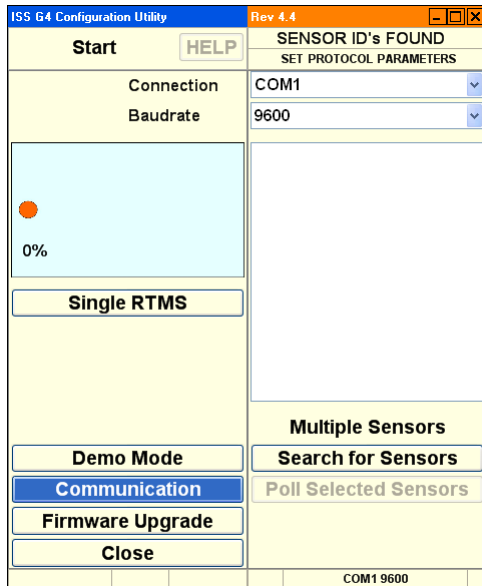 ISS G4 Configuration Utility Rev 4.4
Start HELP SENSOR ID's FOUND
SET PROTOCOL PARAMETERS
Connection COM1
Baudrate 9600
0%
Single RTMS
Multiple Sensors
Demo Mode Search for Sensors
Communication Poll Selected Sensors
Firmware Upgrade
Close
COM1 9600